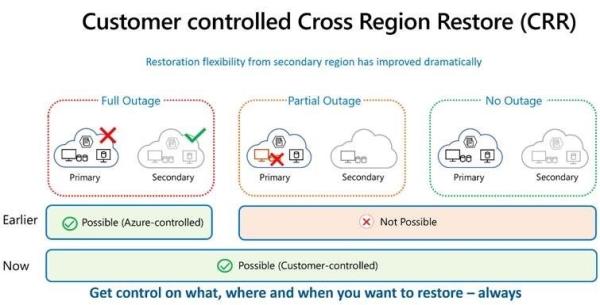 Customer controlled Cross Region Restore (CRR)
Restoration flexibility from secondary region has improved dramatically
Full Outage
Partial Outage
No Outage
Primary
Secondary
Primary
Secondary
Primary
Secondary
Earlier
Possible (Azure-controlled)
Not Possible
Now
Possible (Customer-controlled)
Get control on what, where and when you want to restore – always